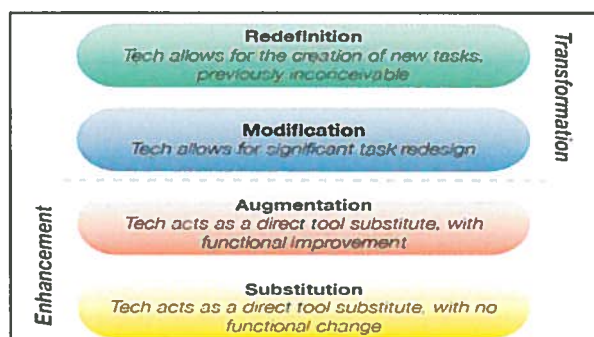 Redefinition
Tech allows for the creation of new tasks,
previously inconceivable
Transformation
Modification
Tech allows for significant task redesign
Augmentation
Tech acts as a direct tool substitute, with
functional improvement
Enhancement
Substitution
Tech acts as a direct tool substitute, with no
functional change